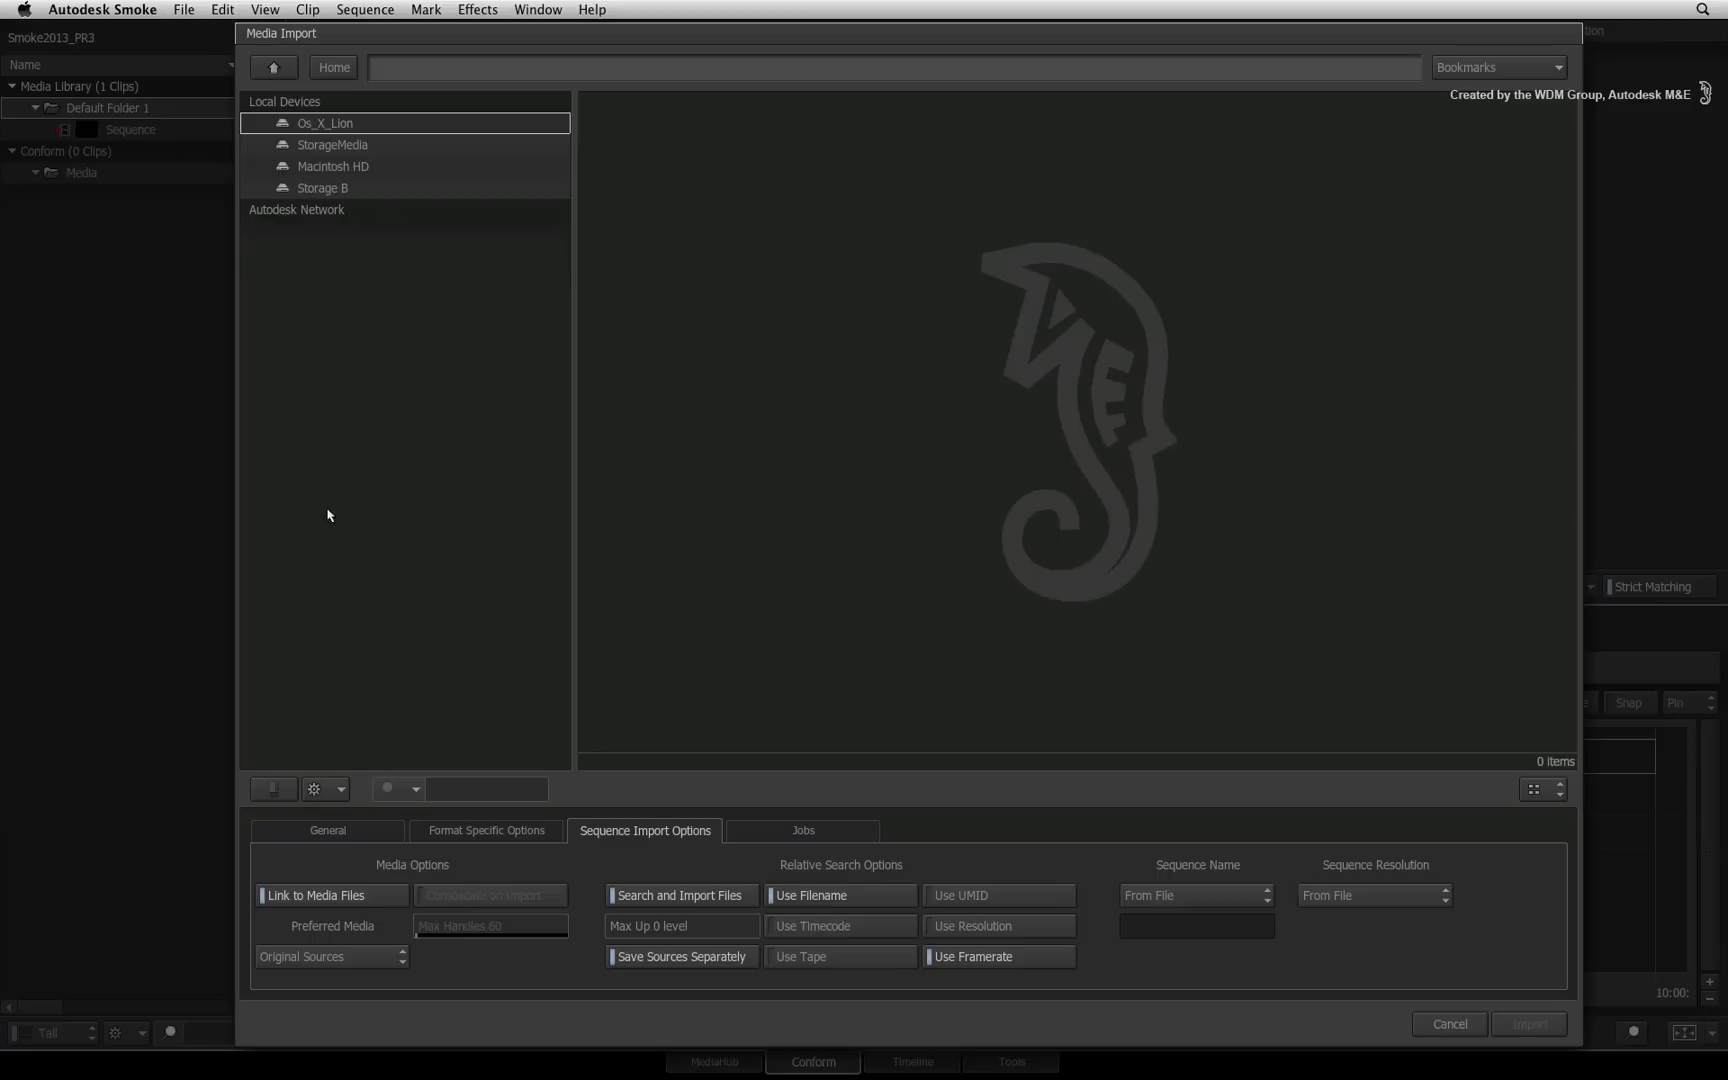 Autodesk Smoke File Edit View Clip Sequence Mark Effects Window Help
Smoke2013_PR3
Media Import
Name
Home
Bookmarks
Media Library (1 Clips)
Default Folder 1
Sequence
Conform (0 Clips)
Media
Local Devices
Os_X_Lion
StorageMedia
Macintosh HD
Storage B
Autodesk Network
Created by the WDM Group, Autodesk M&E
Strict Matching
Snap Pin
0 Items
General Format Specific Options Sequence Import Options Jobs
Media Options Relative Search Options Sequence Name Sequence Resolution
Link to Media Files Consolidate on Import Search and Import Files Use Filename Use UMID From File From File
Preferred Media Max Handles 60 Max Up 0 level Use Timecode Use Resolution
Original Sources Save Sources Separately Use Tape Use Framerate
10:00:
Tall
Cancel Import
MediaHub Conform Timeline Tools